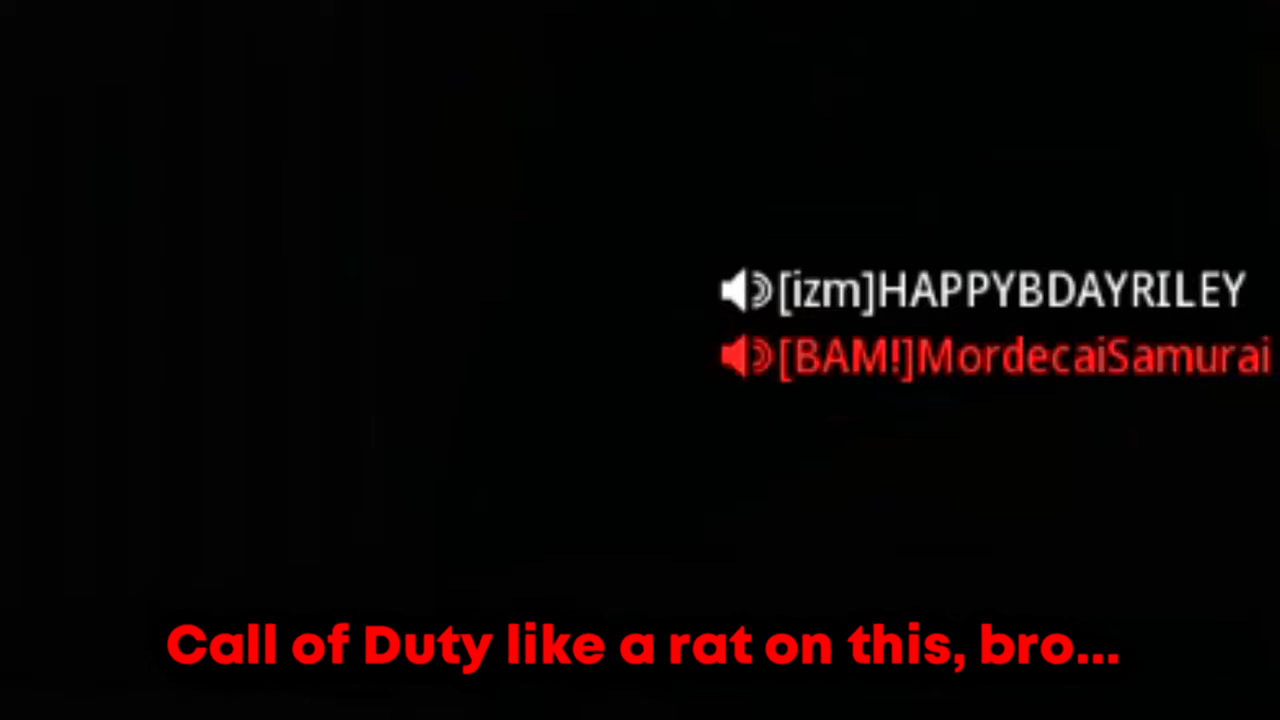 [izm]HAPPYBDAYRILEY
[BAM!]MordecaiSamurai
Call of Duty like a rat on this, bro...